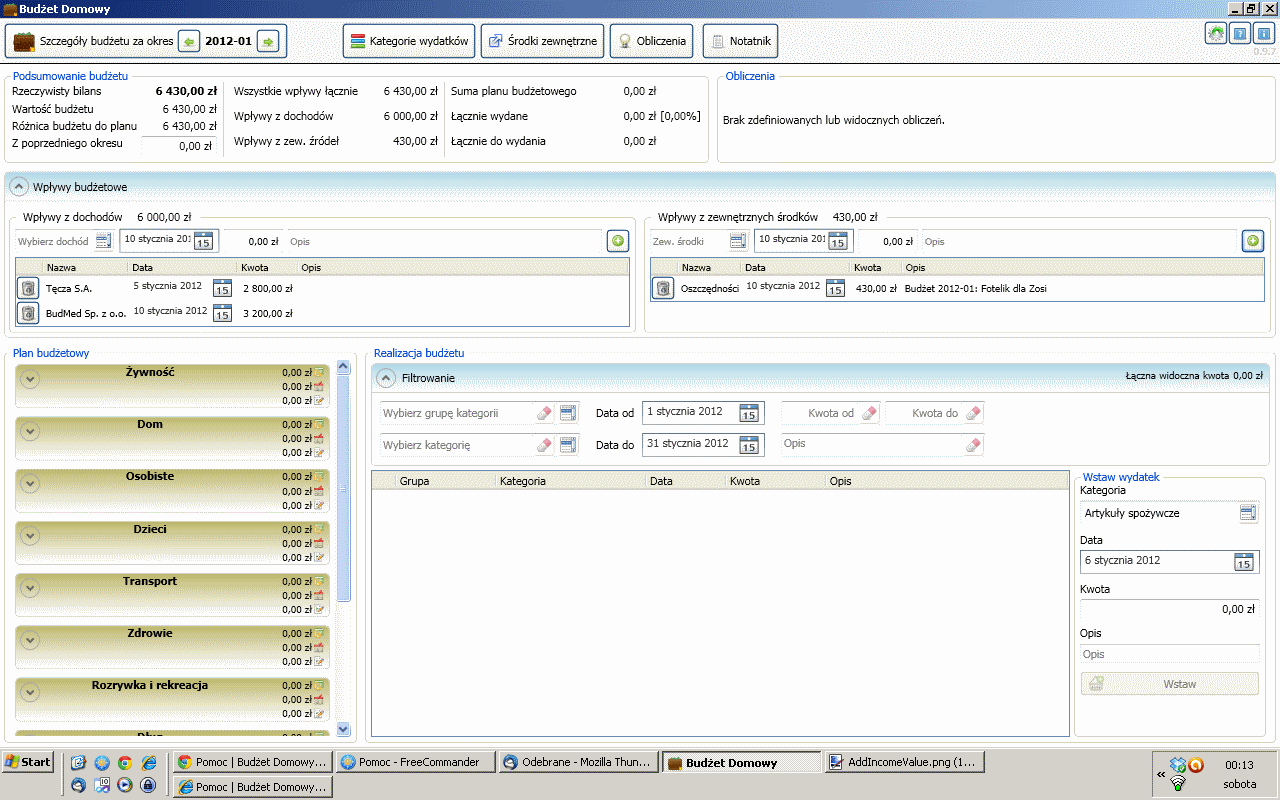 Budżet Domowy
Szczegóły budżetu za okres 2012-01 Kategorie wydatków Środki zewnętrzne Obliczenia Notatnik
0.9.7
Podsumowanie budżetu
Rzeczywisty bilans 6 430,00 zł
Wartość budżetu 6 430,00 zł
Różnica budżetu do planu 6 430,00 zł
Z poprzedniego okresu 0,00 zł
Wszystkie wpływy łącznie 6 430,00 zł
Wpływy z dochodów 6 000,00 zł
Wpływy z zew. źródeł 430,00 zł
Suma planu budżetowego 0,00 zł
Łącznie wydane 0,00 zł [0,00%]
Łącznie do wydania 0,00 zł
Obliczenia
Brak zdefiniowanych lub widocznych obliczeń.
Wpływy budżetowe
Wpływy z dochodów 6 000,00 zł
Wybierz dochód 10 stycznia 201 15 0,00 zł Opis
Nazwa Data Kwota Opis
Tęcza S.A. 5 stycznia 2012 15 2 800,00 zł
BudMed Sp. z o.o. 10 stycznia 2012 15 3 200,00 zł
Wpływy z zewnętrznych środków 430,00 zł
Zew. środki 10 stycznia 201 15 0,00 zł Opis
Nazwa Data Kwota Opis
Oszczędności 10 stycznia 2012 15 430,00 zł Budżet 2012-01: Fotelik dla Zosi
Plan budżetowy
Żywność 0,00 zł
0,00 zł
0,00 zł
Dom 0,00 zł
0,00 zł
0,00 zł
Osobiste 0,00 zł
0,00 zł
0,00 zł
Dzieci 0,00 zł
0,00 zł
0,00 zł
Transport 0,00 zł
0,00 zł
0,00 zł
Zdrowie 0,00 zł
0,00 zł
0,00 zł
Rozrywka i rekreacja 0,00 zł
0,00 zł
0,00 zł
Realizacja budżetu
Filtrowanie Łączna widoczna kwota 0,00 zł
Wybierz grupę kategorii Data od 1 stycznia 2012 15 Kwota od Kwota do
Wybierz kategorię Data do 31 stycznia 2012 15 Opis
Grupa Kategoria Data Kwota Opis
Wstaw wydatek
Kategoria
Artykuły spożywcze
Data
6 stycznia 2012 15
Kwota
0,00 zł
Opis
Opis
Wstaw
Start Pomoc | Budżet Domowy... Pomoc - FreeCommander Odebrane - Mozilla Thun... Budżet Domowy AddIncomeValue.png (1... 00:13
Pomoc | Budżet Domowy... sobota